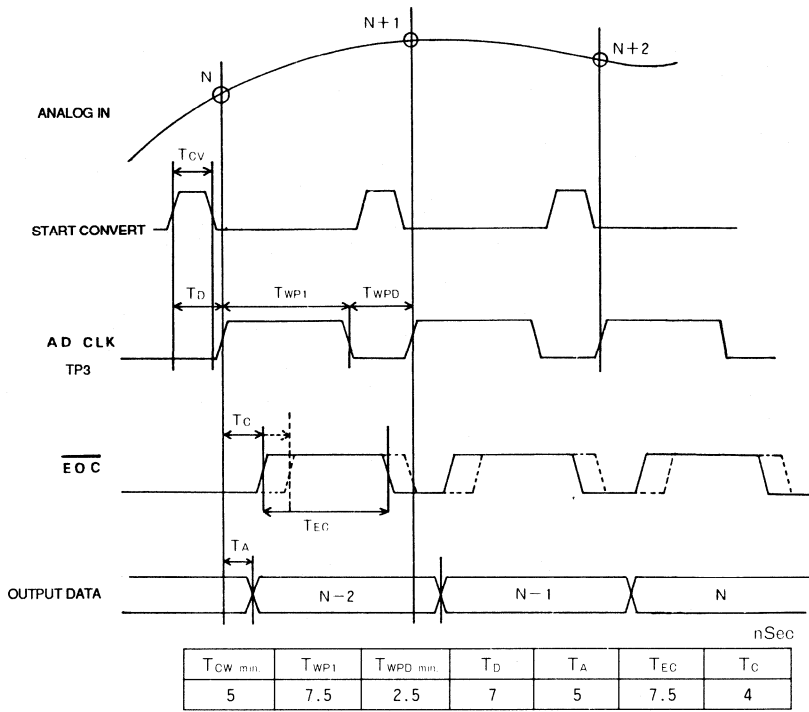 N
N+1
N+2
ANALOG IN
TCV
START CONVERT
TD
TWP1
TWPD
AD CLK
TP3
TC
EOC
TEC
TA
OUTPUT DATA
N-2
N-1
N
nSec
TCW min. TWP1 TWPD min. TD TA TEC TC
5 7.5 2.5 7 5 7.5 4